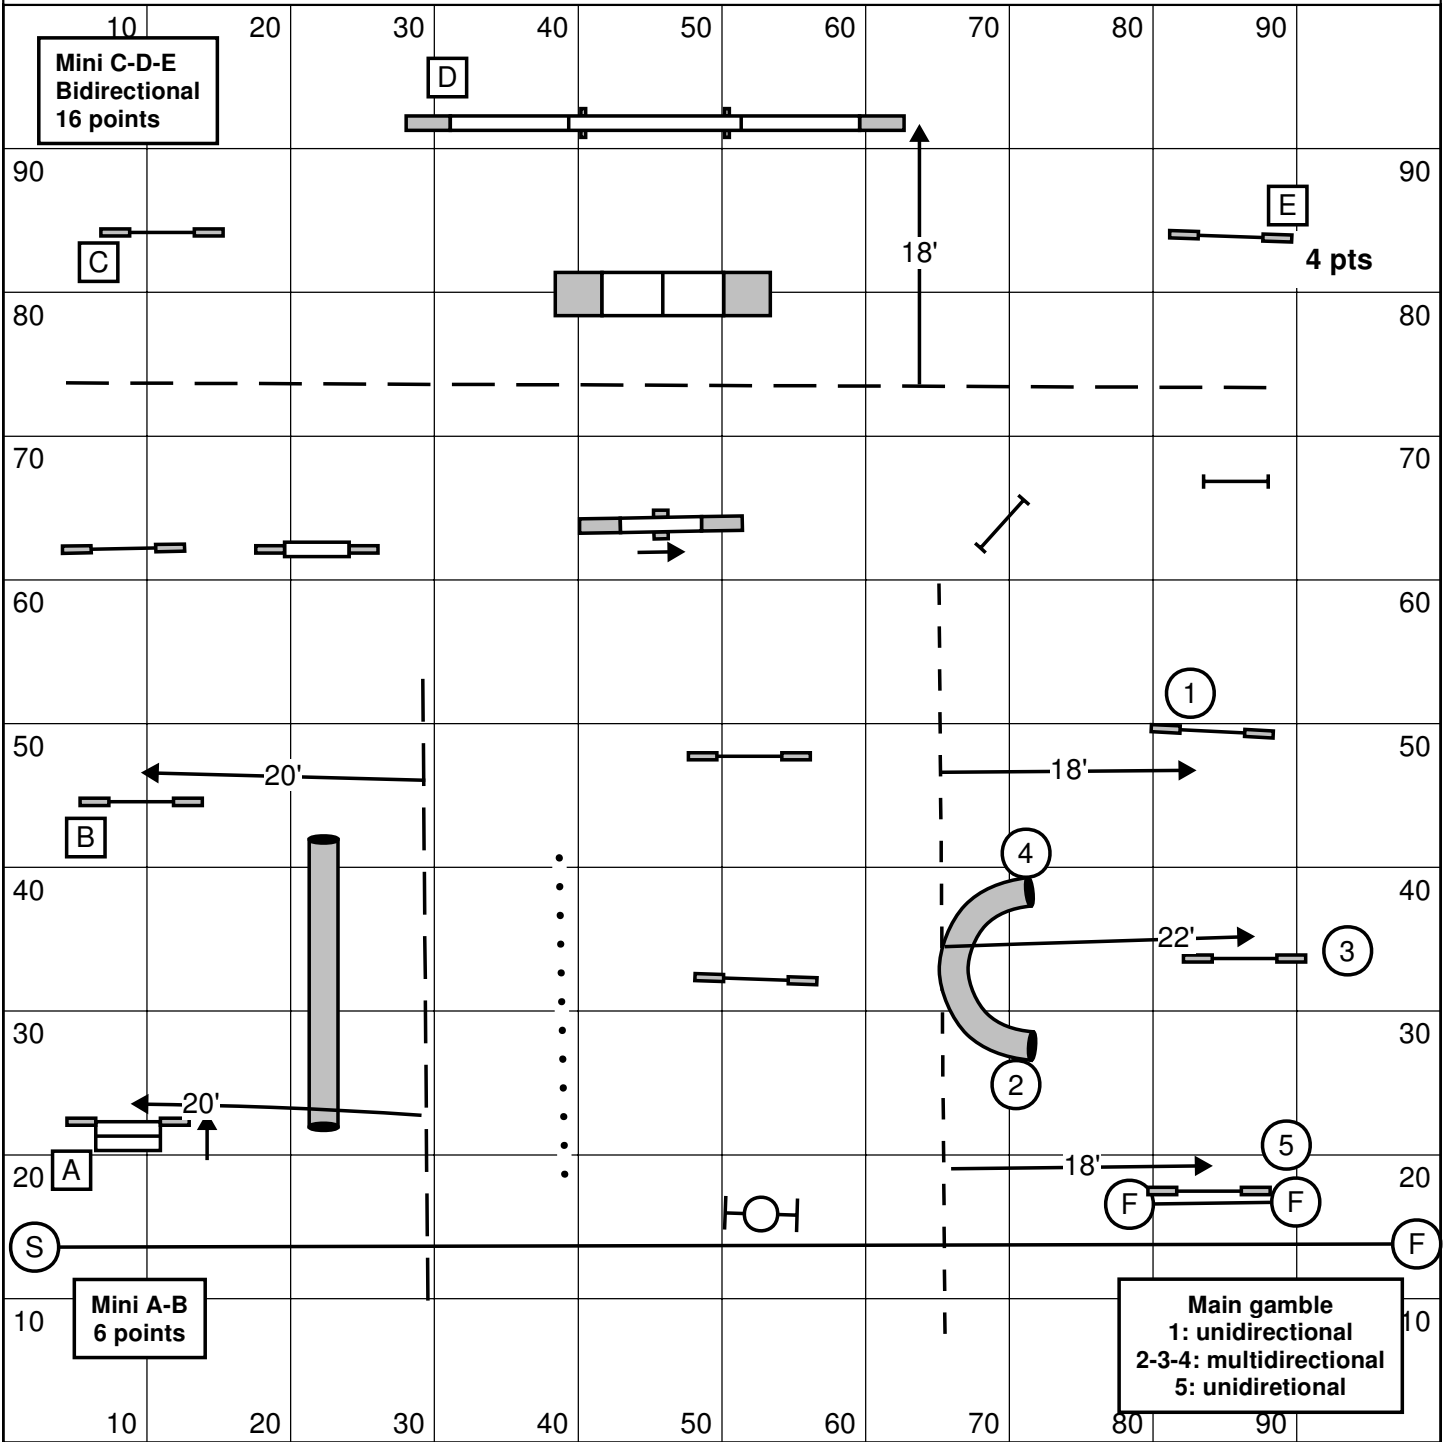 10 20 30 40 50 60 70 80 90
Mini C-D-E
Bidirectional
16 points
D
90 90
E
C
18'
4 pts
80 80
70 70
60 60
1
50 50
20'
18'
B
4
40 40
22'
3
30 30
2
20'
5
A
18'
20 20
F F
S F
Mini A-B
6 points
Main gamble
1: unidirectional
2-3-4: multidirectional
5: unidiretional
10 10
10 20 30 40 50 60 70 80 90